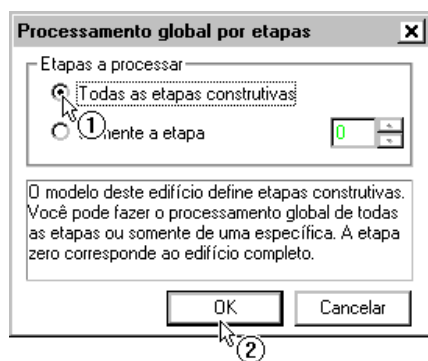 Processamento global por etapas
Etapas a processar
Todas as etapas construtivas
1
mente a etapa
0
O modelo deste edifício define etapas construtivas.
Você pode fazer o processamento global de todas
as etapas ou somente de uma específica. A etapa
zero corresponde ao edifício completo.
OK
Cancelar
2